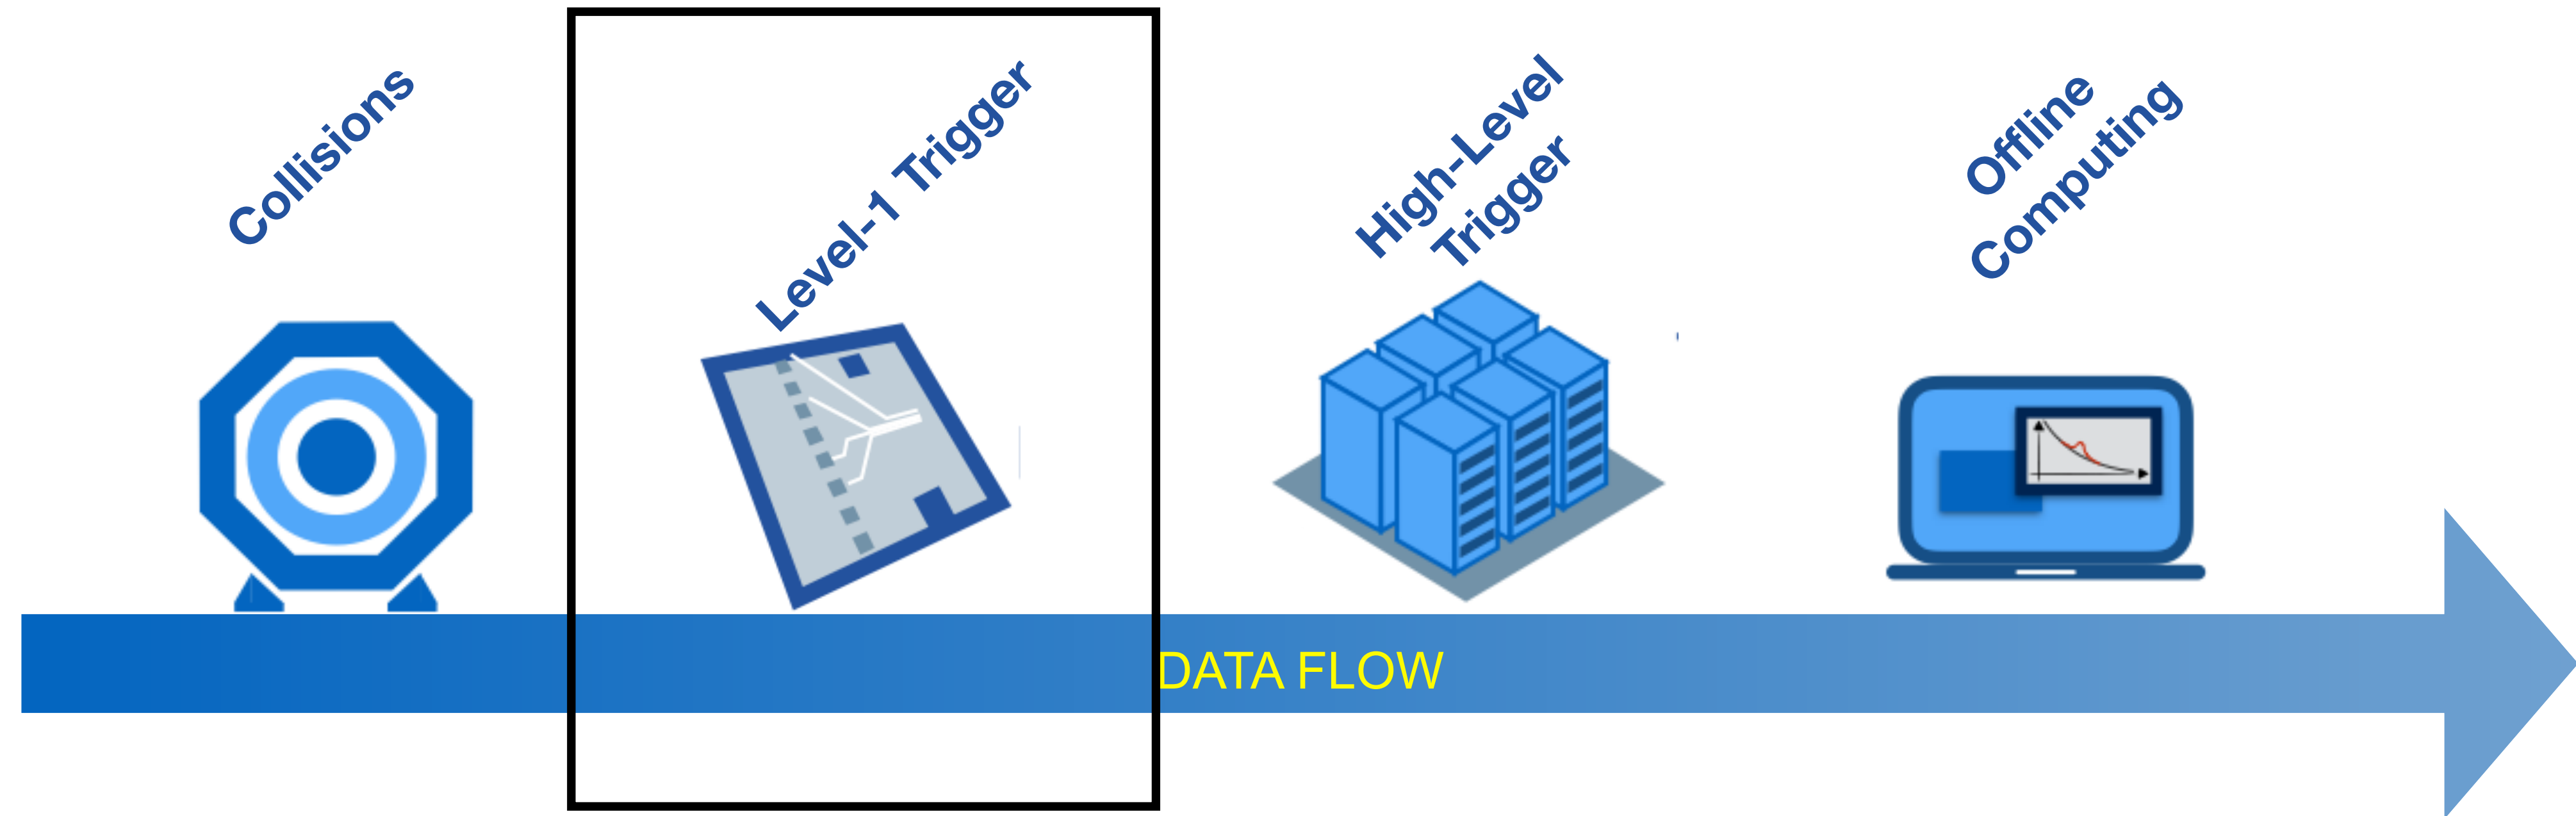 Collisions
Level-1 Trigger
High-Level
Trigger
Offline
Computing
DATA FLOW